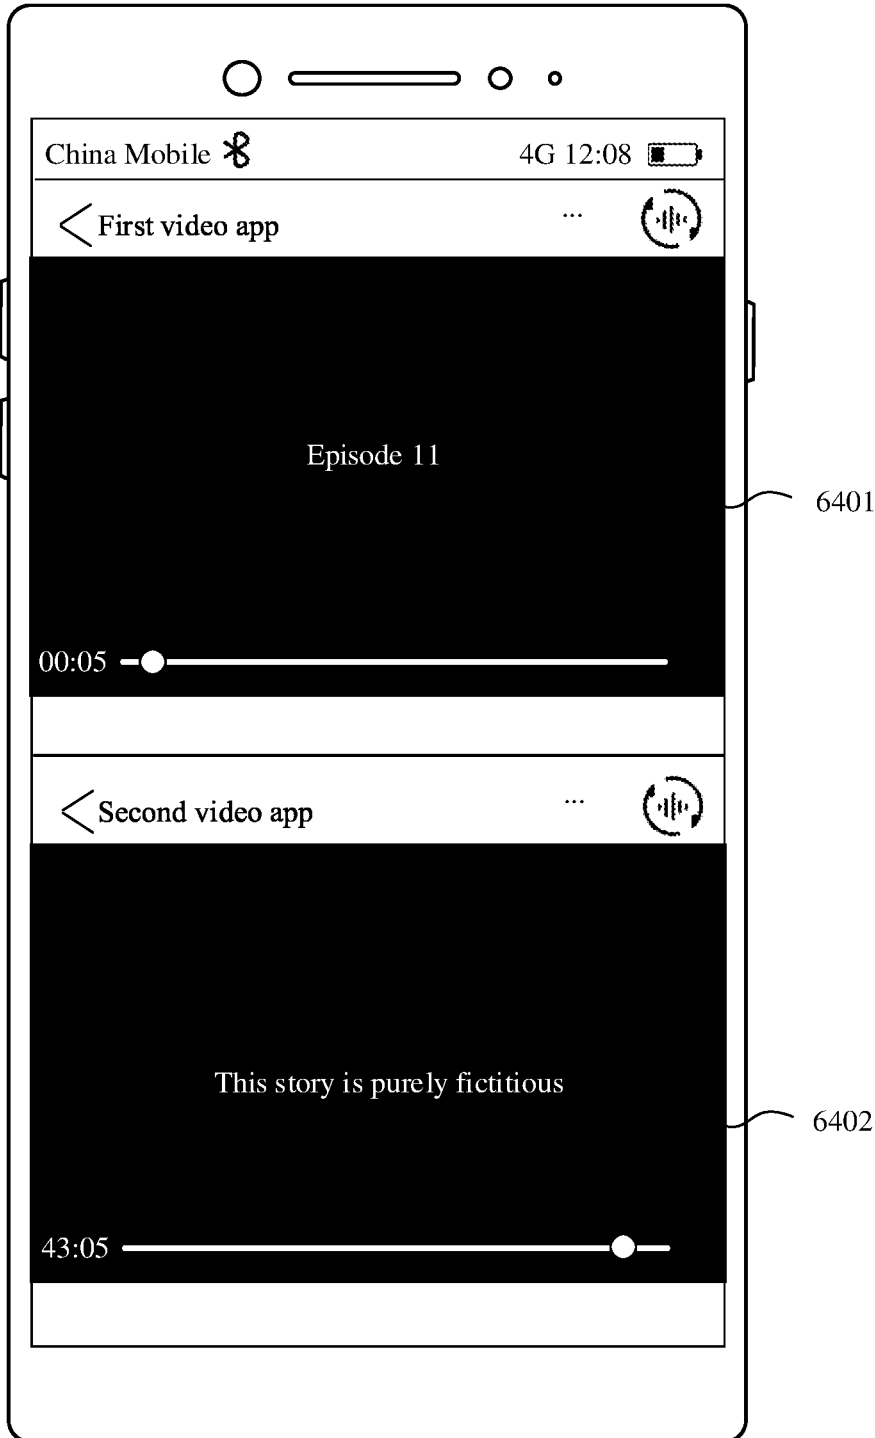 China Mobile 4G 12:08
First video app ...
Episode 11
6401
00:05
Second video app ...
This story is purely fictitious
6402
43:05